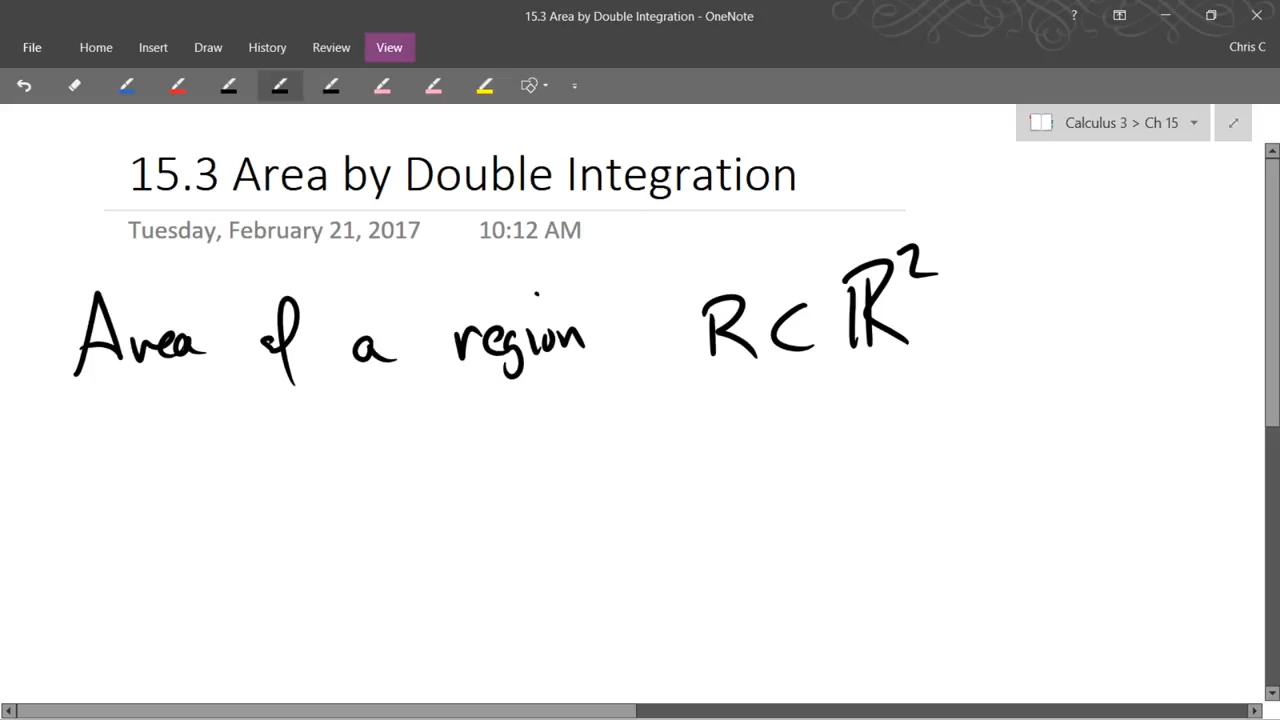 15.3 Area by Double Integration - OneNote
?
File Home Insert Draw History Review View
Chris C
Calculus 3 > Ch 15
15.3 Area by Double Integration
Tuesday, February 21, 2017 10:12 AM
Area of a region R ⊂ ℝ²